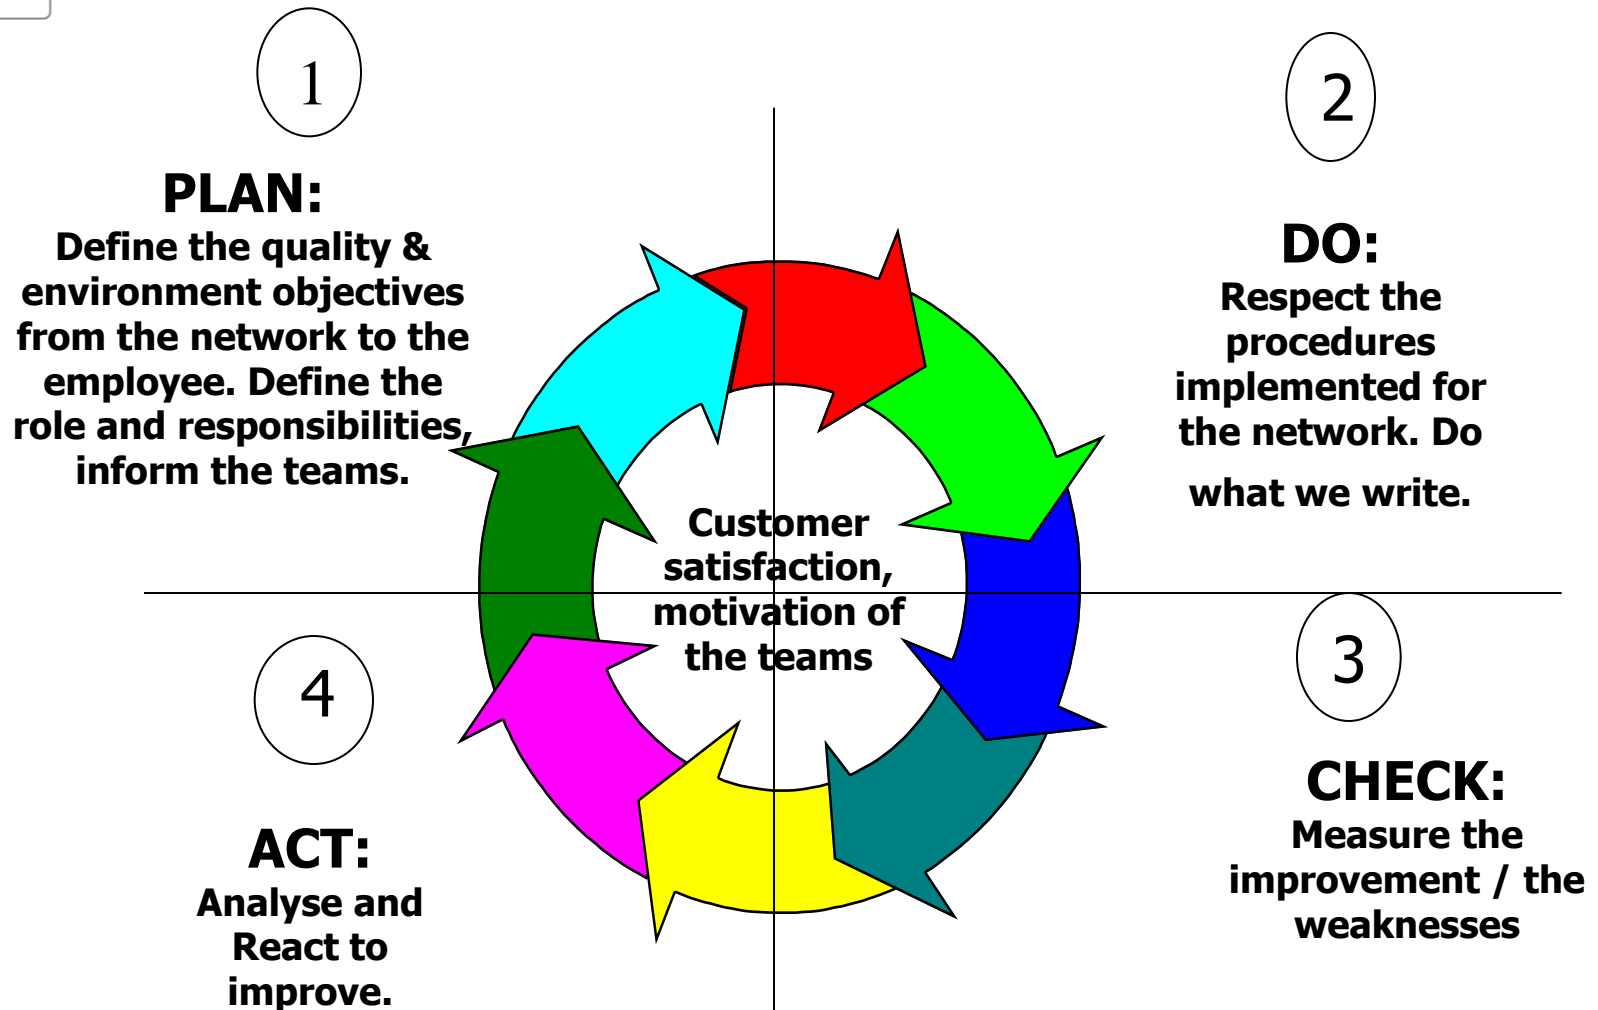 1
PLAN:
Define the quality &
environment objectives
from the network to the
employee. Define the
role and responsibilities,
inform the teams.
2
DO:
Respect the
procedures
implemented for
the network. Do
what we write.
Customer
satisfaction,
motivation of
the teams
3
CHECK:
Measure the
improvement / the
weaknesses
4
ACT:
Analyse and
React to
improve.